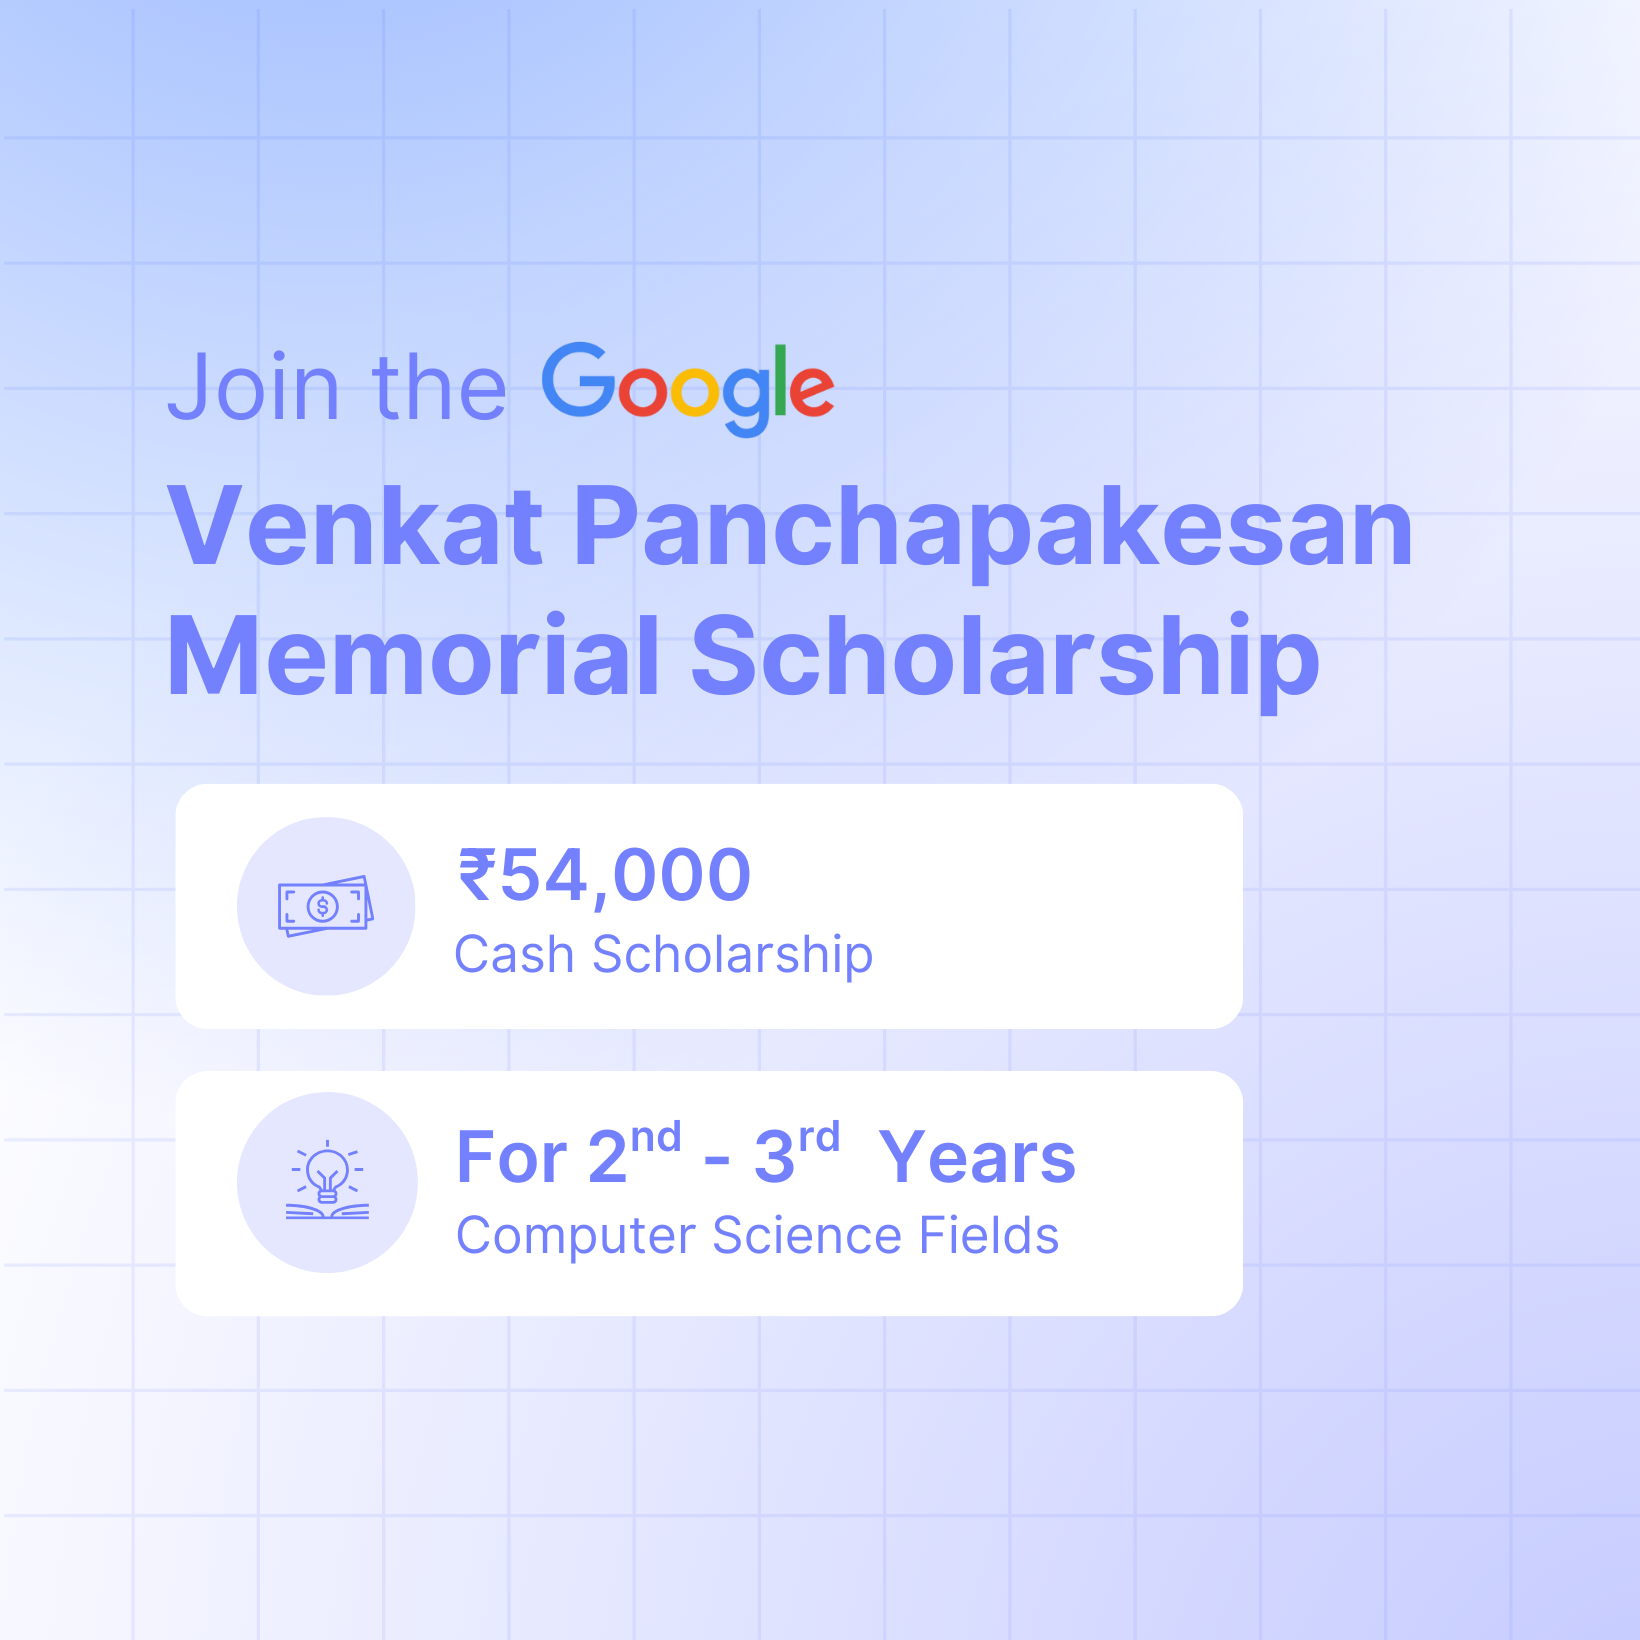 Join the Google
Venkat Panchapakesan
Memorial Scholarship
$
₹54,000
Cash Scholarship
For 2nd - 3rd Years
Computer Science Fields